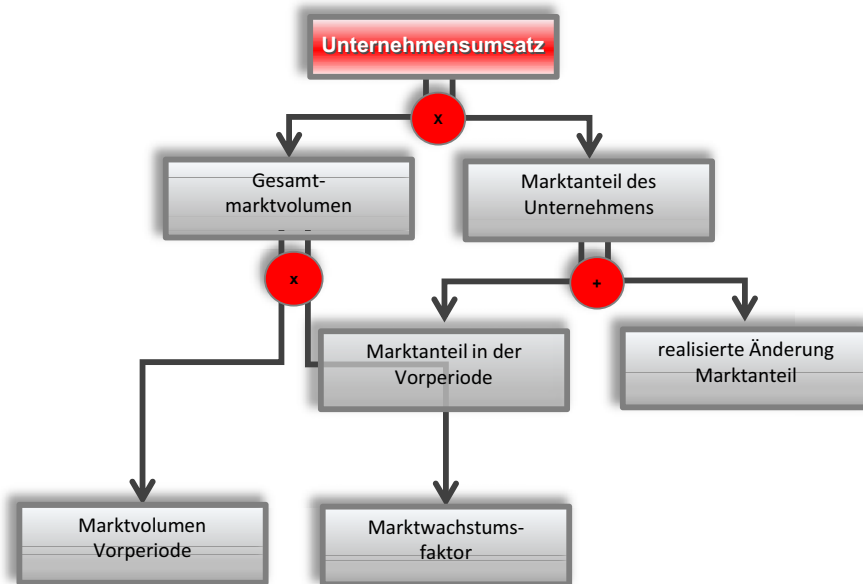 Unternehmensumsatz
x
Gesamt-
marktvolumen
Marktanteil des
Unternehmens
x
+
Marktanteil in der
Vorperiode
realisierte Änderung
Marktanteil
Marktvolumen
Vorperiode
Marktwachstums-
faktor